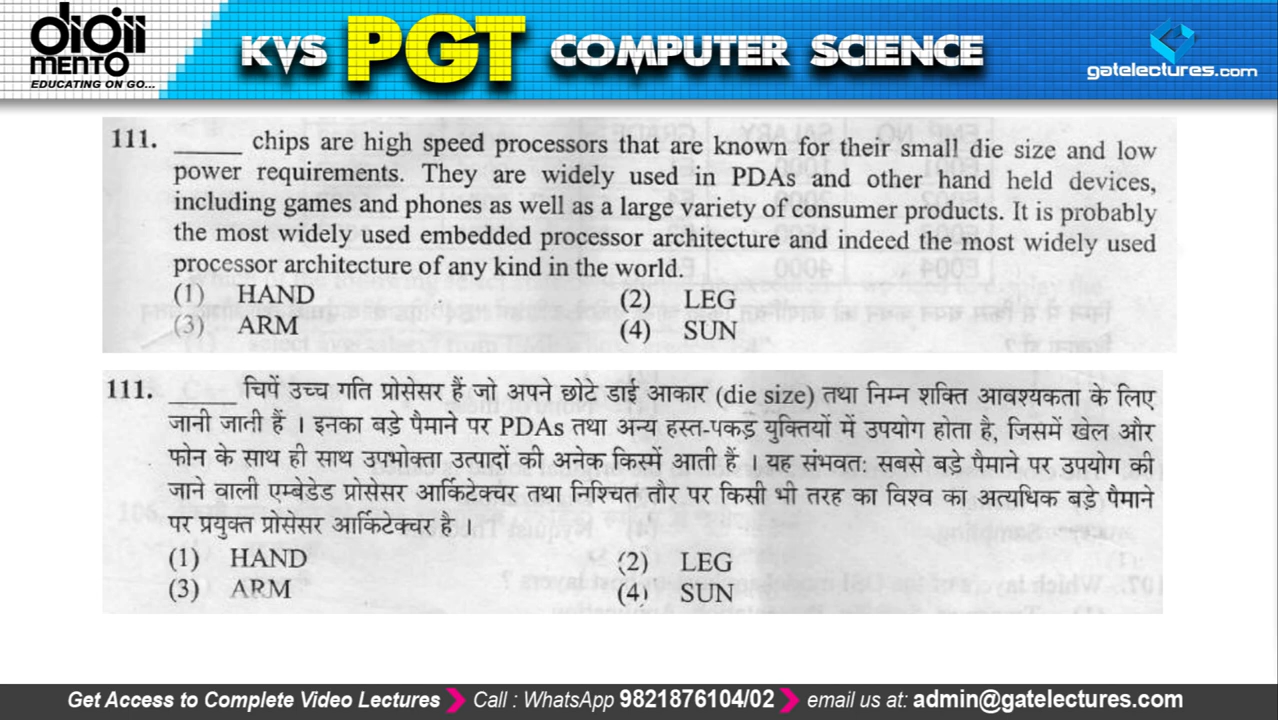 diGii
MENTO
EDUCATING ON GO...
KVS PGT COMPUTER SCIENCE
gatelectures.com
111. _____ chips are high speed processors that are known for their small die size and low
power requirements. They are widely used in PDAs and other hand held devices,
including games and phones as well as a large variety of consumer products. It is probably
the most widely used embedded processor architecture and indeed the most widely used
processor architecture of any kind in the world.
(1) HAND (2) LEG
(3) ARM (4) SUN
111. _____ चिपें उच्च गति प्रोसेसर हैं जो अपने छोटे डाई आकार (die size) तथा निम्न शक्ति आवश्यकता के लिए
जानी जाती हैं । इनका बड़े पैमाने पर PDAs तथा अन्य हस्त-पकड़ युक्तियों में उपयोग होता है, जिसमें खेल और
फोन के साथ ही साथ उपभोक्ता उत्पादों की अनेक किस्में आती हैं । यह संभवत: सबसे बड़े पैमाने पर उपयोग की
जाने वाली एम्बेडेड प्रोसेसर आर्किटेक्चर तथा निश्चित तौर पर किसी भी तरह का विश्व का अत्यधिक बड़े पैमाने
पर प्रयुक्त प्रोसेसर आर्किटेक्चर है ।
(1) HAND (2) LEG
(3) ARM (4) SUN
Get Access to Complete Video Lectures Call : WhatsApp 9821876104/02 email us at: admin@gatelectures.com